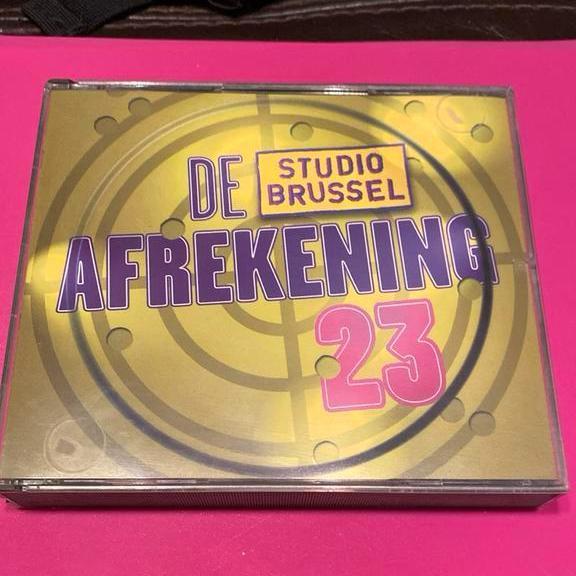 DE
STUDIO
BRUSSEL
AFREKENING
23